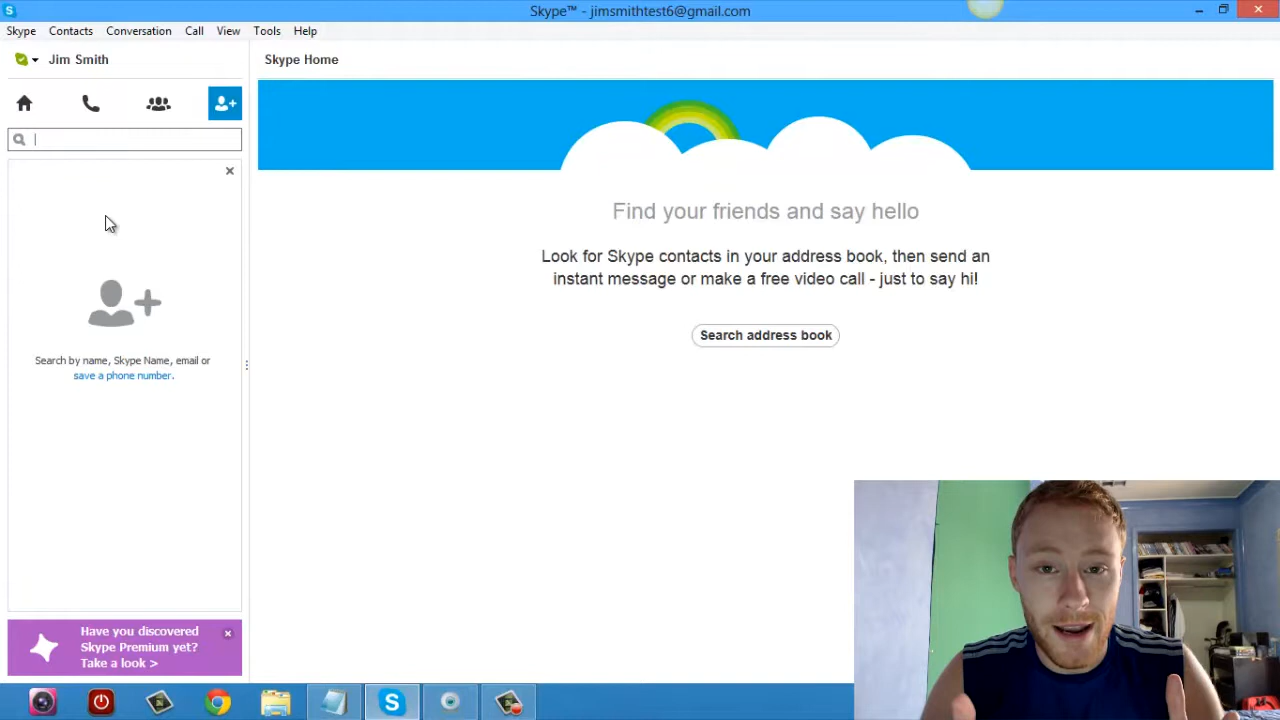 Skype™ - jimsmithtest6@gmail.com
Skype Contacts Conversation Call View Tools Help
Jim Smith
Skype Home
Find your friends and say hello
Look for Skype contacts in your address book, then send an
instant message or make a free video call - just to say hi!
Search address book
Search by name, Skype Name, email or
save a phone number.
Have you discovered
Skype Premium yet?
Take a look >